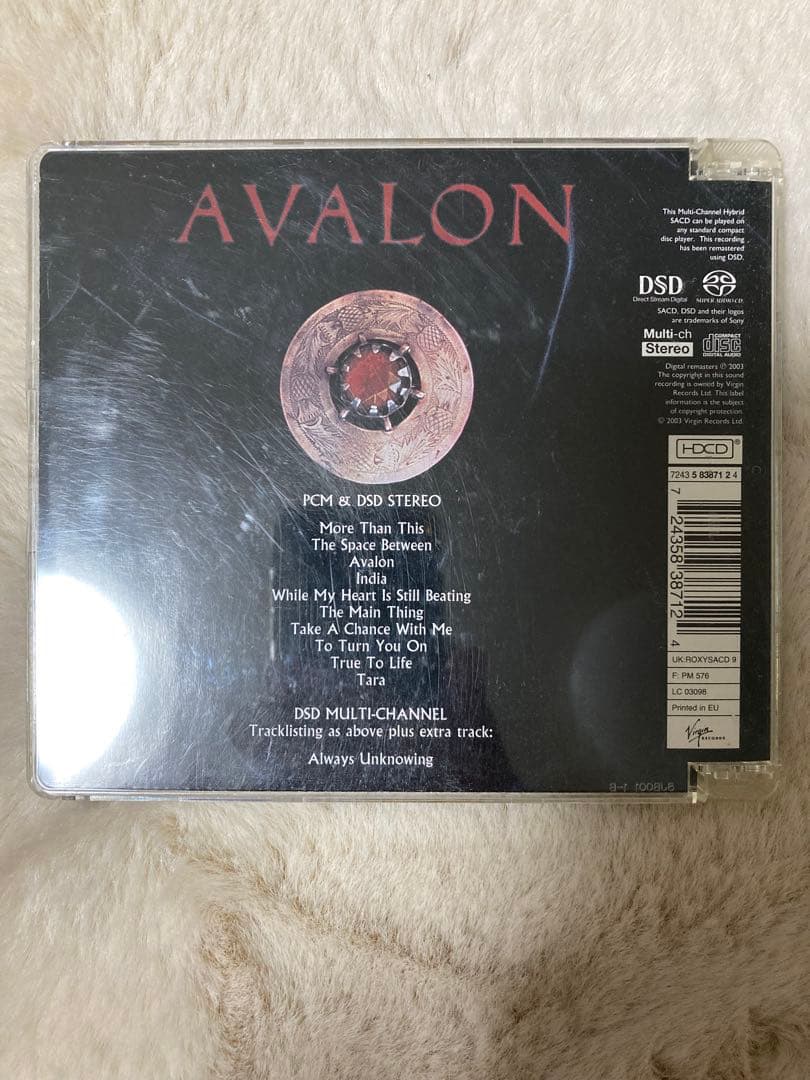 AVALON
This Multi-Channel Hybrid
SACD can be played on
any standard compact
disc player. This recording
has been remastered
using DSD.
DSD
Direct Stream Digital
SUPER AUDIO CD
SACD, DSD and their logos
are trademarks of Sony
Multi-ch
Stereo
COMPACT
disc
DIGITAL AUDIO
Digital remasters ℗ 2003
The copyright in this sound
recording is owned by Virgin
Records Ltd. This label
information is the subject
of copyright protection.
© 2003 Virgin Records Ltd.
HDCD®
7243 5 83871 2 4
7 24358 38712 4
UK:ROXYSACD 9
F: PM 576
LC 03098
Printed in EU
Virgin
RECORDS
PCM & DSD STEREO
More Than This
The Space Between
Avalon
India
While My Heart Is Still Beating
The Main Thing
Take A Chance With Me
To Turn You On
True To Life
Tara
DSD MULTI-CHANNEL
Tracklisting as above plus extra track:
Always Unknowing